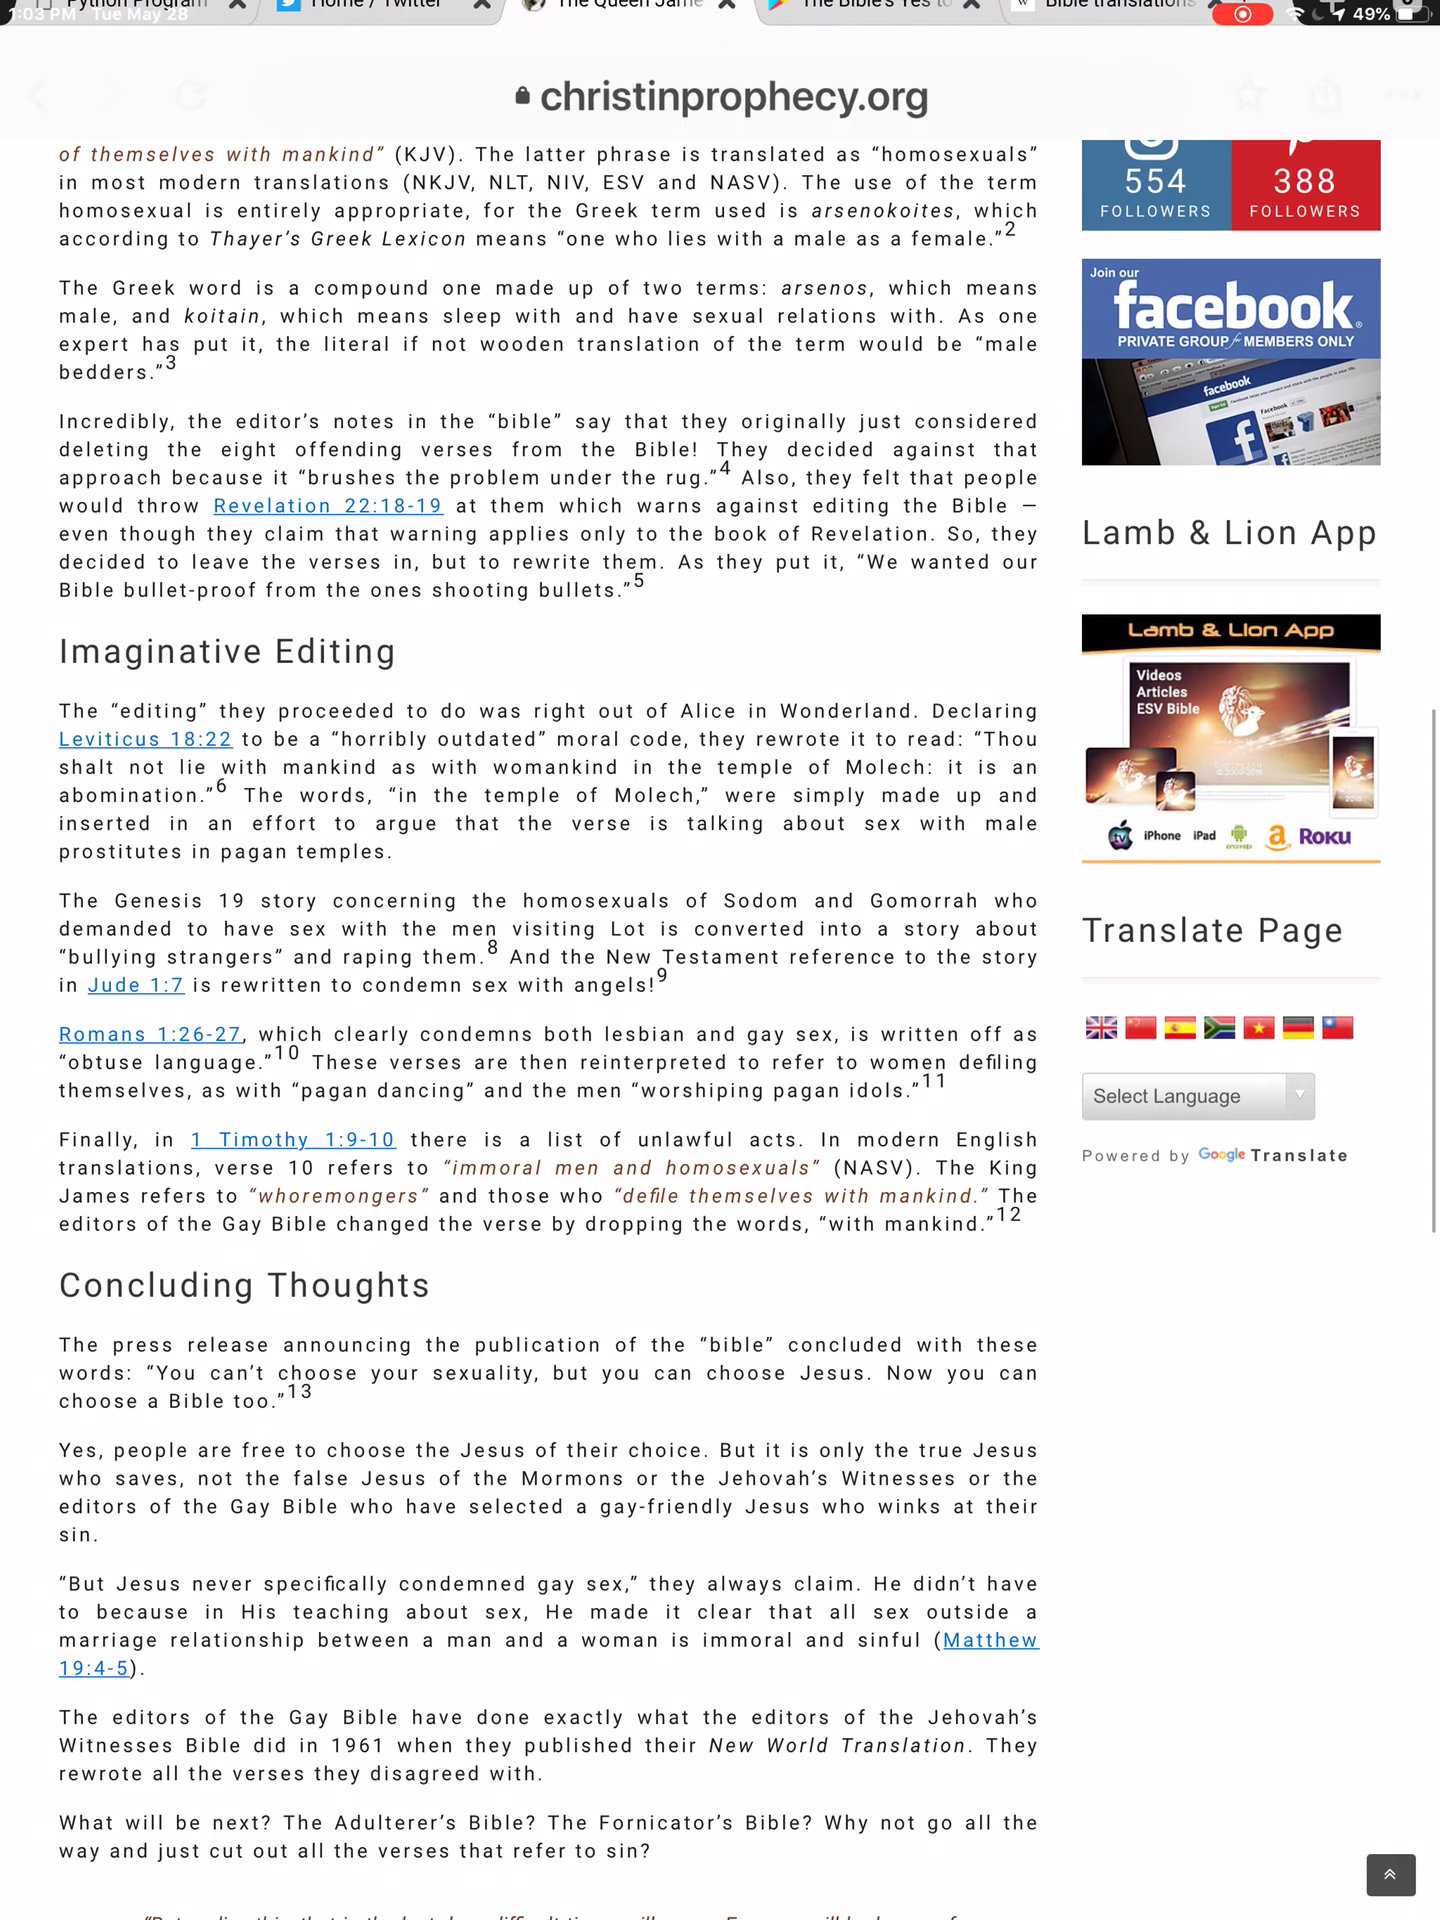 Python Program
Home / Twitter
The Queen Jame
The Bible's Yes to
Bible translations
1:03 PM Tue May 28
49%
christinprophecy.org
of themselves with mankind” (KJV). The latter phrase is translated as “homosexuals”
in most modern translations (NKJV, NLT, NIV, ESV and NASV). The use of the term
homosexual is entirely appropriate, for the Greek term used is arsenokoites, which
according to Thayer’s Greek Lexicon means “one who lies with a male as a female.”2
The Greek word is a compound one made up of two terms: arsenos, which means
male, and koitain, which means sleep with and have sexual relations with. As one
expert has put it, the literal if not wooden translation of the term would be “male
bedders.”3
Incredibly, the editor’s notes in the “bible” say that they originally just considered
deleting the eight offending verses from the Bible! They decided against that
approach because it “brushes the problem under the rug.”4 Also, they felt that people
would throw Revelation 22:18-19 at them which warns against editing the Bible —
even though they claim that warning applies only to the book of Revelation. So, they
decided to leave the verses in, but to rewrite them. As they put it, “We wanted our
Bible bullet-proof from the ones shooting bullets.”5
Imaginative Editing
The “editing” they proceeded to do was right out of Alice in Wonderland. Declaring
Leviticus 18:22 to be a “horribly outdated” moral code, they rewrote it to read: “Thou
shalt not lie with mankind as with womankind in the temple of Molech: it is an
abomination.”6 The words, “in the temple of Molech,” were simply made up and
inserted in an effort to argue that the verse is talking about sex with male
prostitutes in pagan temples.
The Genesis 19 story concerning the homosexuals of Sodom and Gomorrah who
demanded to have sex with the men visiting Lot is converted into a story about
“bullying strangers” and raping them.8 And the New Testament reference to the story
in Jude 1:7 is rewritten to condemn sex with angels!9
Romans 1:26-27, which clearly condemns both lesbian and gay sex, is written off as
“obtuse language.”10 These verses are then reinterpreted to refer to women defiling
themselves, as with “pagan dancing” and the men “worshiping pagan idols.”11
Finally, in 1 Timothy 1:9-10 there is a list of unlawful acts. In modern English
translations, verse 10 refers to “immoral men and homosexuals” (NASV). The King
James refers to “whoremongers” and those who “defile themselves with mankind.” The
editors of the Gay Bible changed the verse by dropping the words, “with mankind.”12
Concluding Thoughts
The press release announcing the publication of the “bible” concluded with these
words: “You can’t choose your sexuality, but you can choose Jesus. Now you can
choose a Bible too.”13
Yes, people are free to choose the Jesus of their choice. But it is only the true Jesus
who saves, not the false Jesus of the Mormons or the Jehovah’s Witnesses or the
editors of the Gay Bible who have selected a gay-friendly Jesus who winks at their
sin.
“But Jesus never specifically condemned gay sex,” they always claim. He didn’t have
to because in His teaching about sex, He made it clear that all sex outside a
marriage relationship between a man and a woman is immoral and sinful (Matthew
19:4-5).
The editors of the Gay Bible have done exactly what the editors of the Jehovah’s
Witnesses Bible did in 1961 when they published their New World Translation. They
rewrote all the verses they disagreed with.
What will be next? The Adulterer’s Bible? The Fornicator’s Bible? Why not go all the
way and just cut out all the verses that refer to sin?
554
FOLLOWERS
388
FOLLOWERS
Join our
facebook
PRIVATE GROUP for MEMBERS ONLY
facebook
Facebook
Lamb & Lion App
Lamb & Lion App
Videos
Articles
ESV Bible
tv iPhone iPad a ROKU
Translate Page
Select Language
Powered by Google Translate